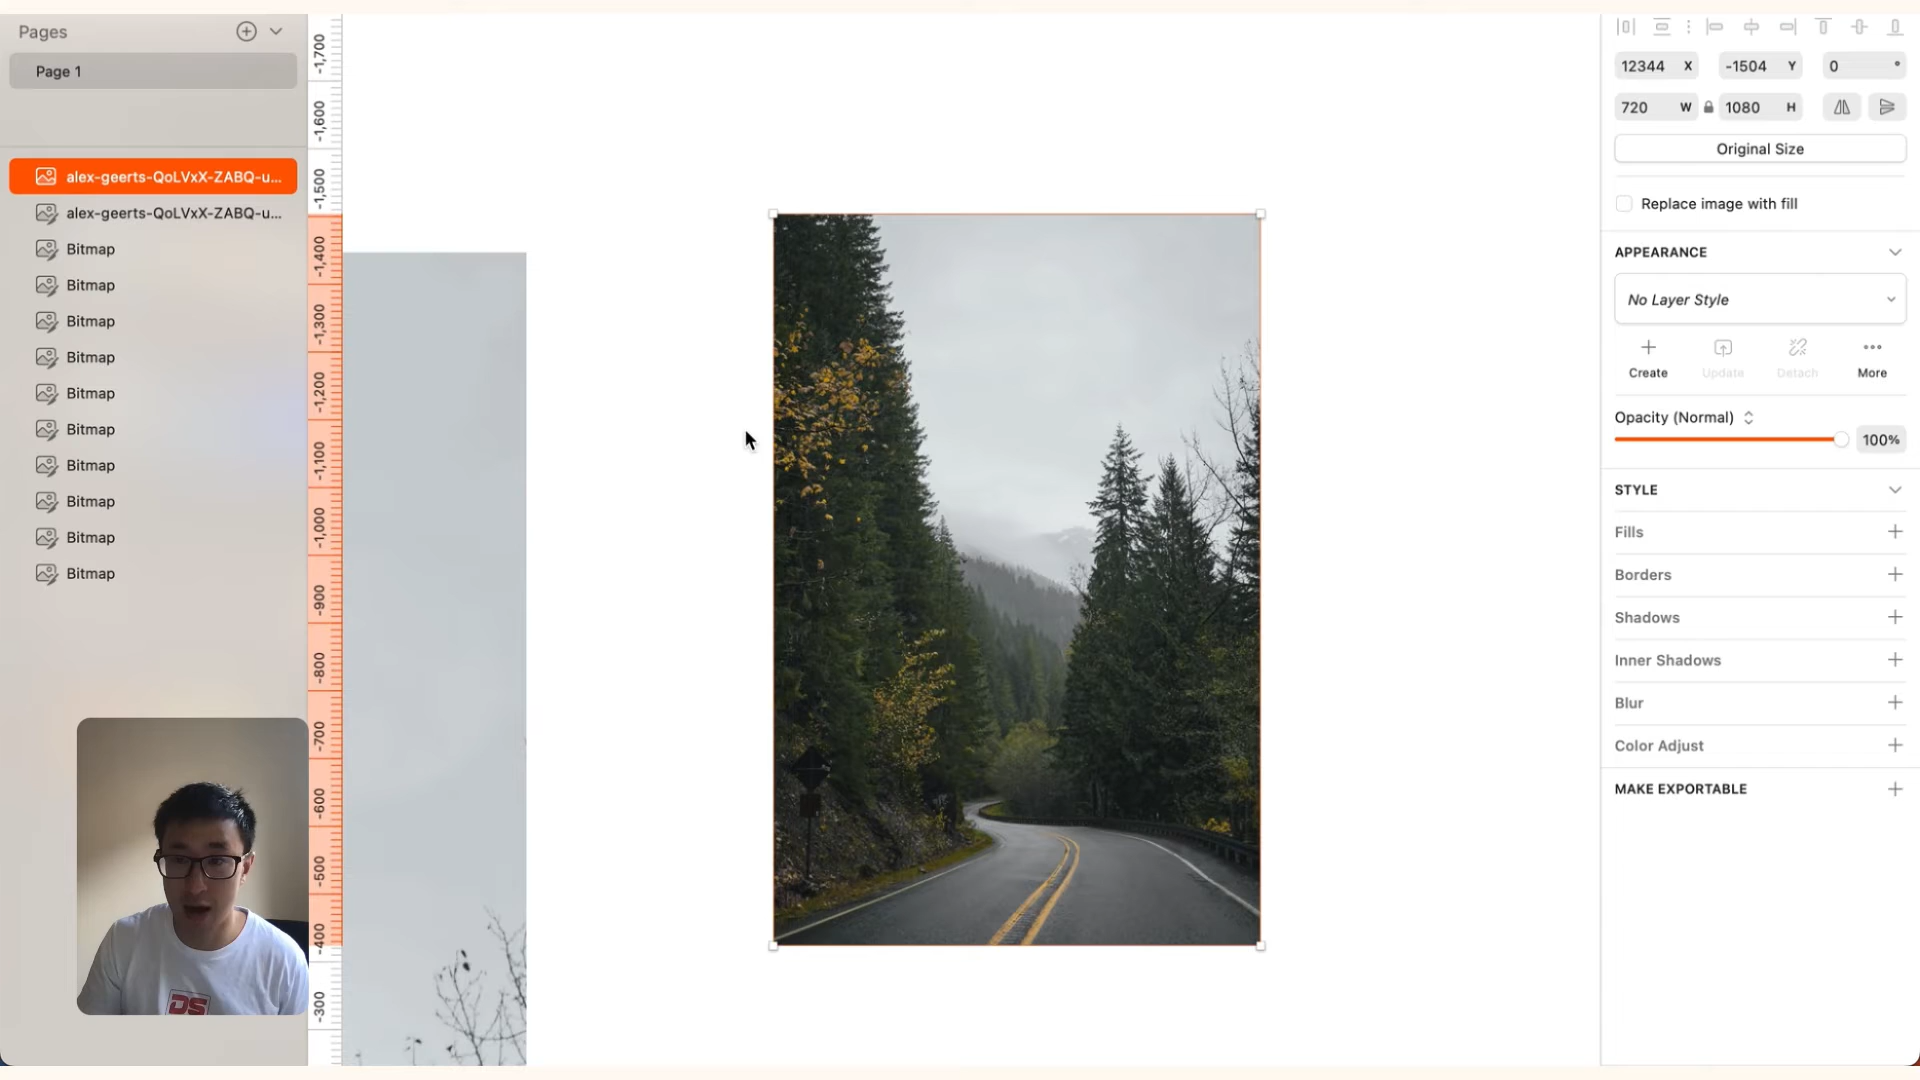 Pages
Page 1
alex-geerts-QoLVxX-ZABQ-u...
alex-geerts-QoLVxX-ZABQ-u...
Bitmap
Bitmap
Bitmap
Bitmap
Bitmap
Bitmap
Bitmap
Bitmap
Bitmap
Bitmap
DS
-1,700
-1,600
-1,500
-1,400
-1,300
-1,200
-1,100
-1,000
-900
-800
-700
-600
-500
-400
-300
12344 X -1504 Y 0 °
720 W 1080 H
Original Size
Replace image with fill
APPEARANCE
No Layer Style
Create Update Detach More
Opacity (Normal)
100%
STYLE
Fills
Borders
Shadows
Inner Shadows
Blur
Color Adjust
MAKE EXPORTABLE